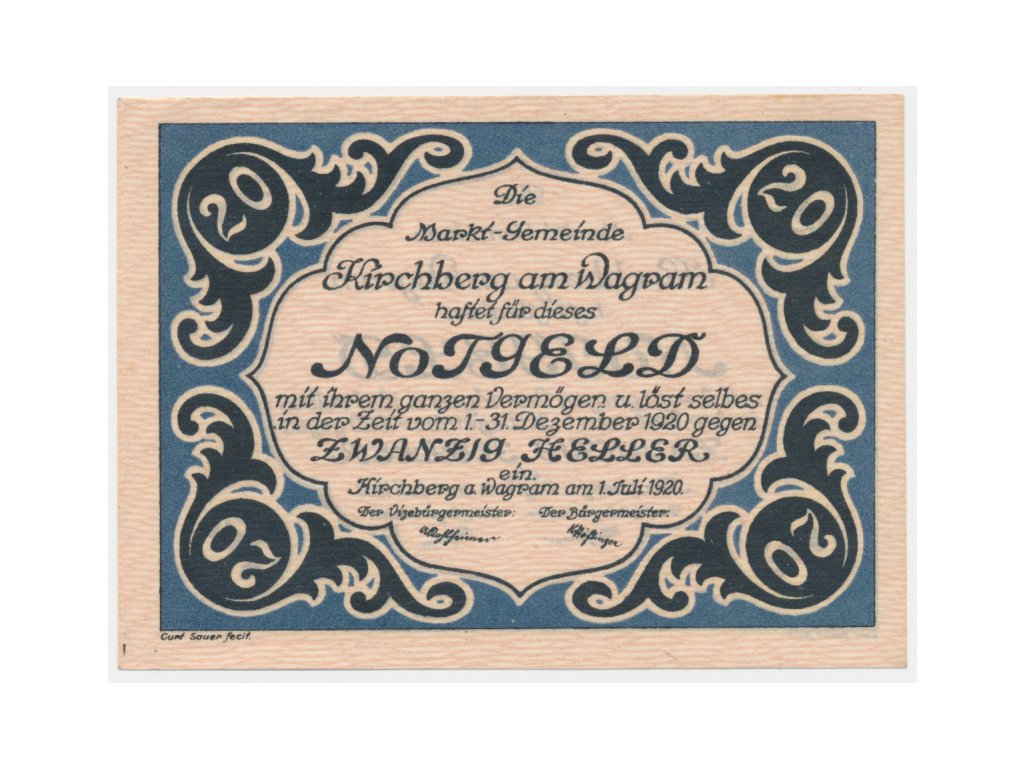 20 20
Die
Markt-Gemeinde
Kirchberg am Wagram
haftet für dieses
NOTGELD
mit ihrem ganzen Vermögen u. löst selbes
in der Zeit vom 1.-31. Dezember 1920 gegen
ZWANZIG HELLER
ein.
Kirchberg a. Wagram am 1. Juli 1920.
Der Vizebürgermeister: Der Bürgermeister:
20 20
Curt Sauer fecit.